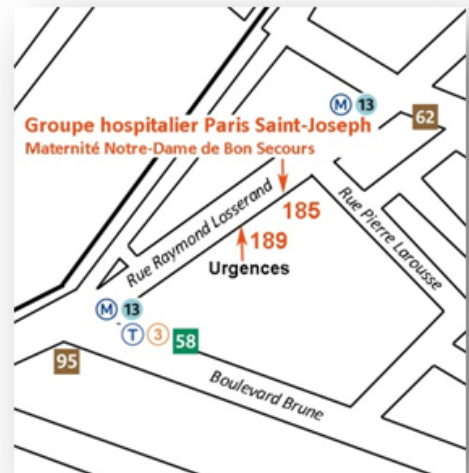 M 13
62
Groupe hospitalier Paris Saint-Joseph
Maternité Notre-Dame de Bon Secours
Rue Raymond Losserand
185
Rue Pierre Larousse
189
Urgences
M 13
T 3 58
95
Boulevard Brune